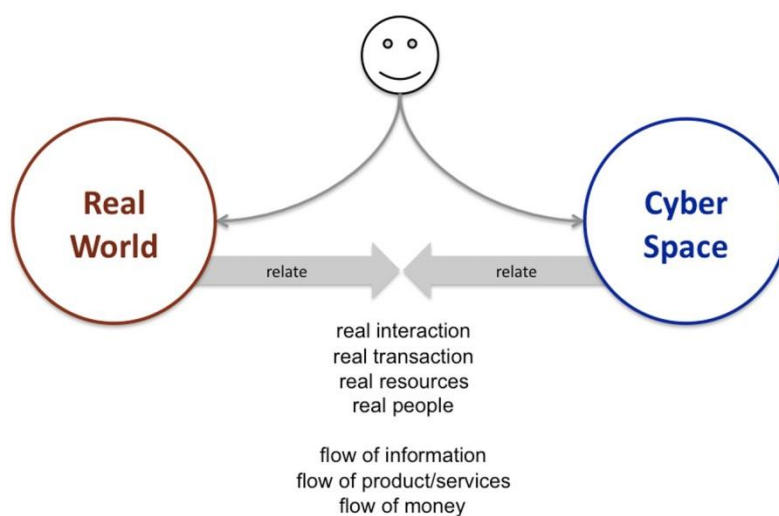 Real
World
Cyber
Space
relate
relate
real interaction
real transaction
real resources
real people
flow of information
flow of product/services
flow of money